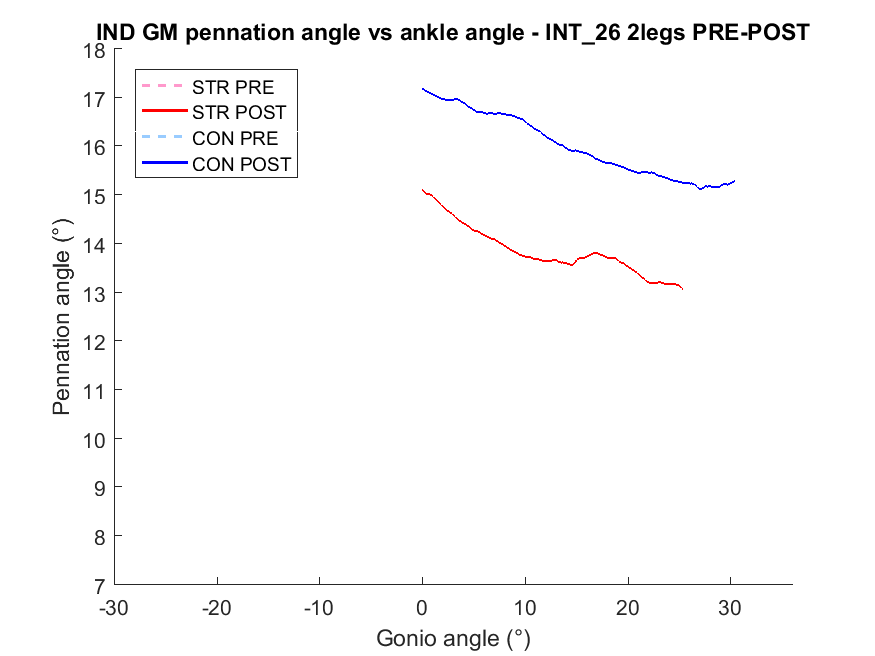 IND GM pennation angle vs ankle angle - INT_26 2legs PRE-POST
18
17
16
15
14
13
12
11
10
9
8
7
Pennation angle (°)
STR PRE
STR POST
CON PRE
CON POST
-30
-20
-10
0
10
20
30
Gonio angle (°)